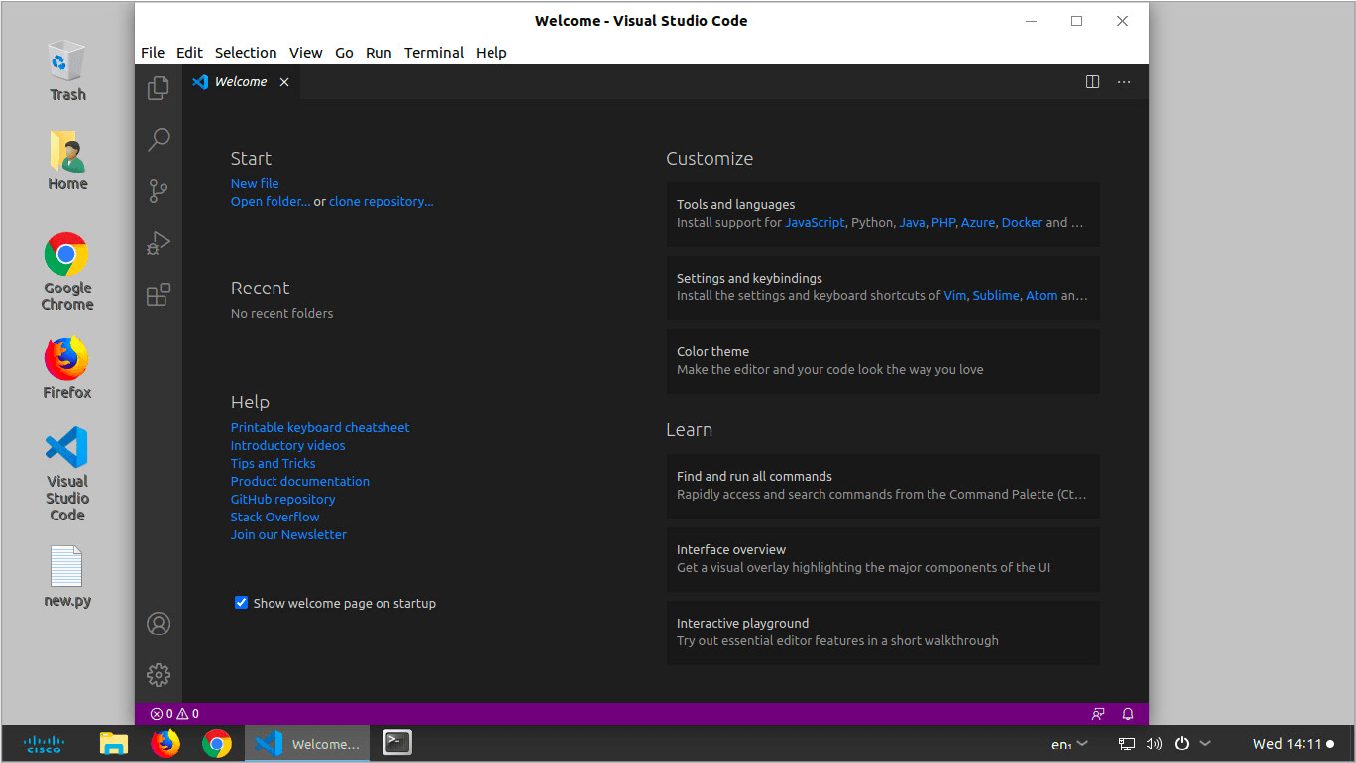 Welcome - Visual Studio Code
File Edit Selection View Go Run Terminal Help
Welcome
Trash
Home
Google
Chrome
Firefox
Visual
Studio
Code
new.py
Start
New file
Open folder... or clone repository...
Recent
No recent folders
Help
Printable keyboard cheatsheet
Introductory videos
Tips and Tricks
Product documentation
GitHub repository
Stack Overflow
Join our Newsletter
Show welcome page on startup
Customize
Tools and languages
Install support for JavaScript, Python, Java, PHP, Azure, Docker and ...
Settings and keybindings
Install the settings and keyboard shortcuts of Vim, Sublime, Atom an...
Color theme
Make the editor and your code look the way you love
Learn
Find and run all commands
Rapidly access and search commands from the Command Palette (Ct...
Interface overview
Get a visual overlay highlighting the major components of the UI
Interactive playground
Try out essential editor features in a short walkthrough
0 0
cisco
Welcome...
en₁
Wed 14:11